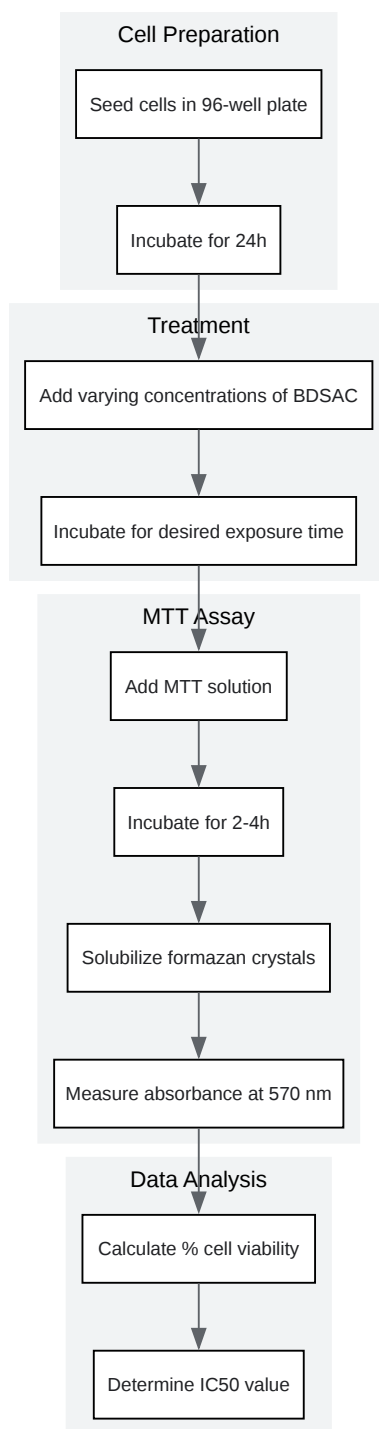 Cell Preparation
Seed cells in 96-well plate
Incubate for 24h
Treatment
Add varying concentrations of BDSAC
Incubate for desired exposure time
MTT Assay
Add MTT solution
Incubate for 2-4h
Solubilize formazan crystals
Measure absorbance at 570 nm
Data Analysis
Calculate % cell viability
Determine IC50 value